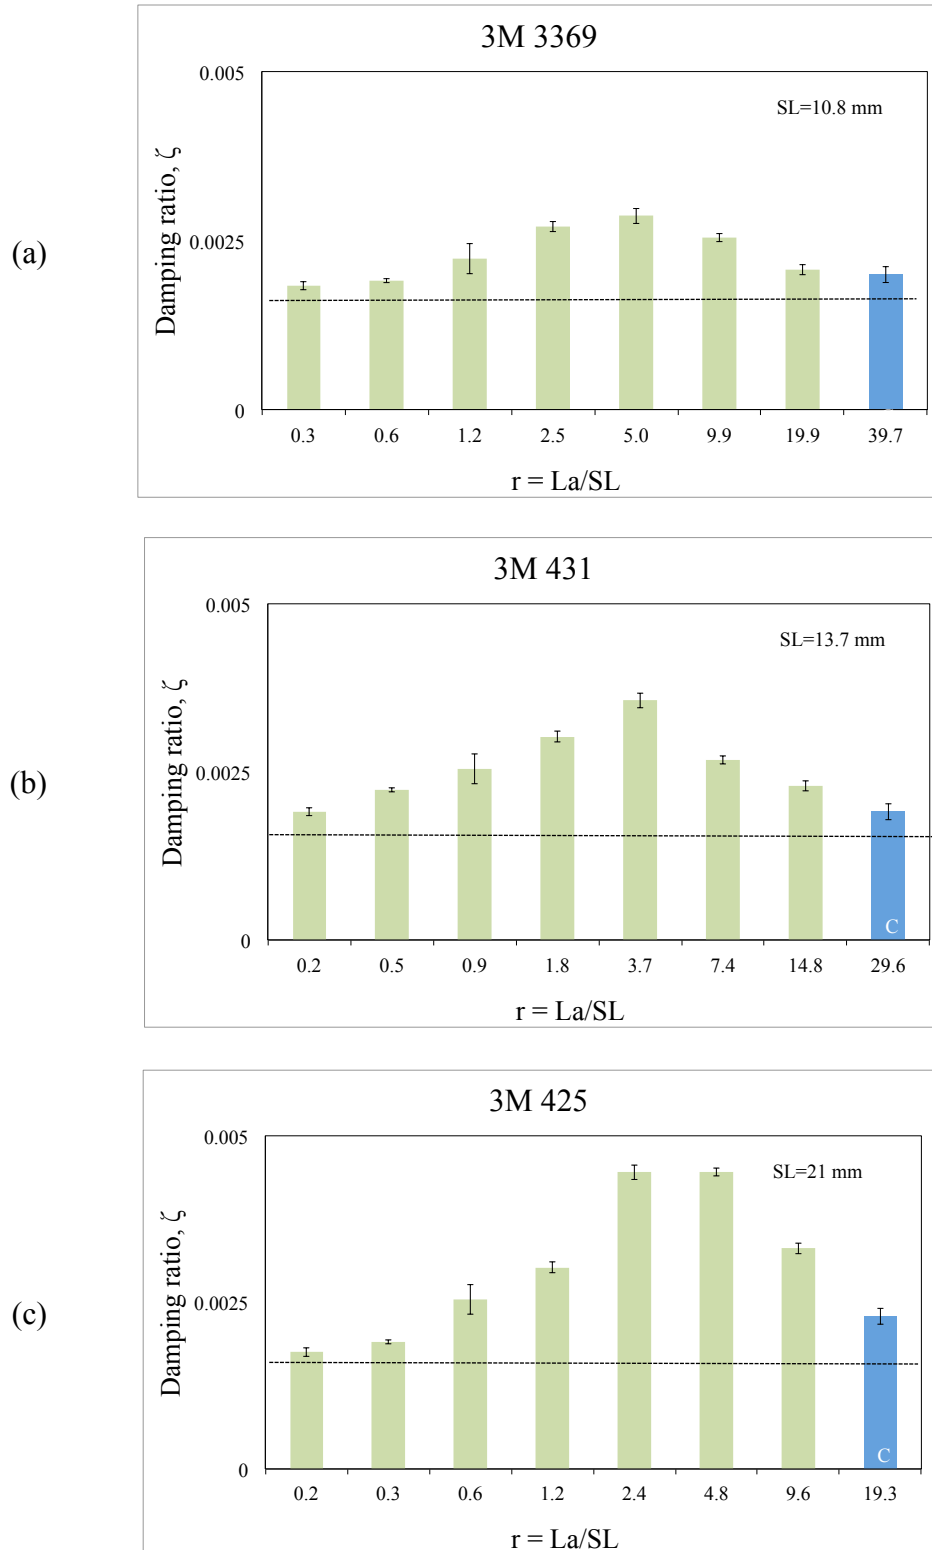 3M 3369
0.005
SL=10.8 mm
Damping ratio, ζ
(a)
0.0025
0
0.3 0.6 1.2 2.5 5.0 9.9 19.9 39.7
r = La/SL
3M 431
0.005
SL=13.7 mm
Damping ratio, ζ
(b)
0.0025
C
0
0.2 0.5 0.9 1.8 3.7 7.4 14.8 29.6
r = La/SL
3M 425
0.005
SL=21 mm
Damping ratio, ζ
(c)
0.0025
C
0
0.2 0.3 0.6 1.2 2.4 4.8 9.6 19.3
r = La/SL